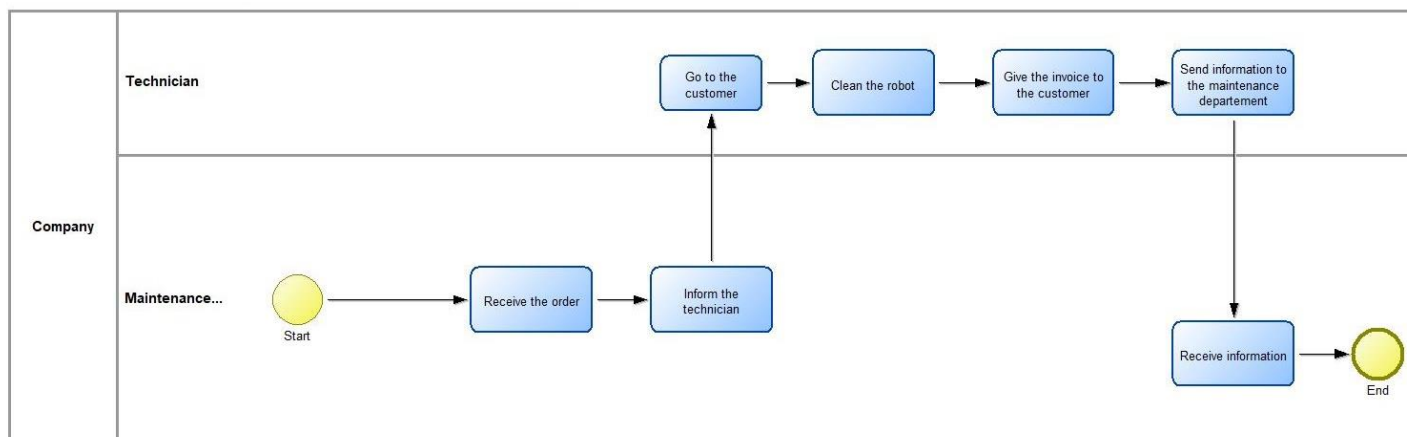 Company
Technician
Go to the
customer
Clean the robot
Give the invoice to
the customer
Send information to
the maintenance
departement
Maintenance...
Start
Receive the order
Inform the
technician
Receive information
End